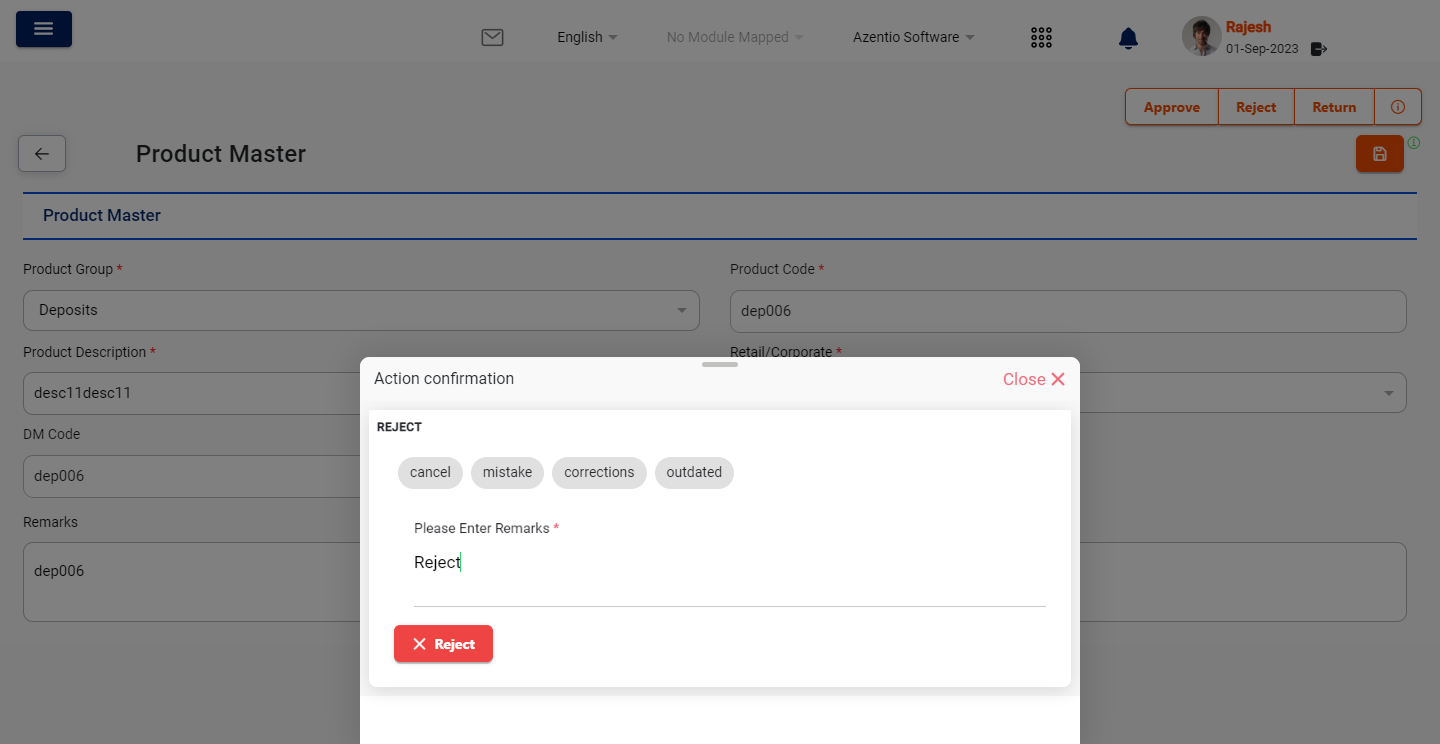 English
No Module Mapped
Azentio Software
Rajesh
01-Sep-2023
Approve
Reject
Return
Product Master
Product Master
Product Group *
Product Code *
Deposits
dep006
Product Description *
Retail/Corporate *
desc11desc11
DM Code
dep006
Remarks
dep006
Action confirmation
Close
REJECT
cancel
mistake
corrections
outdated
Please Enter Remarks *
Reject
Reject